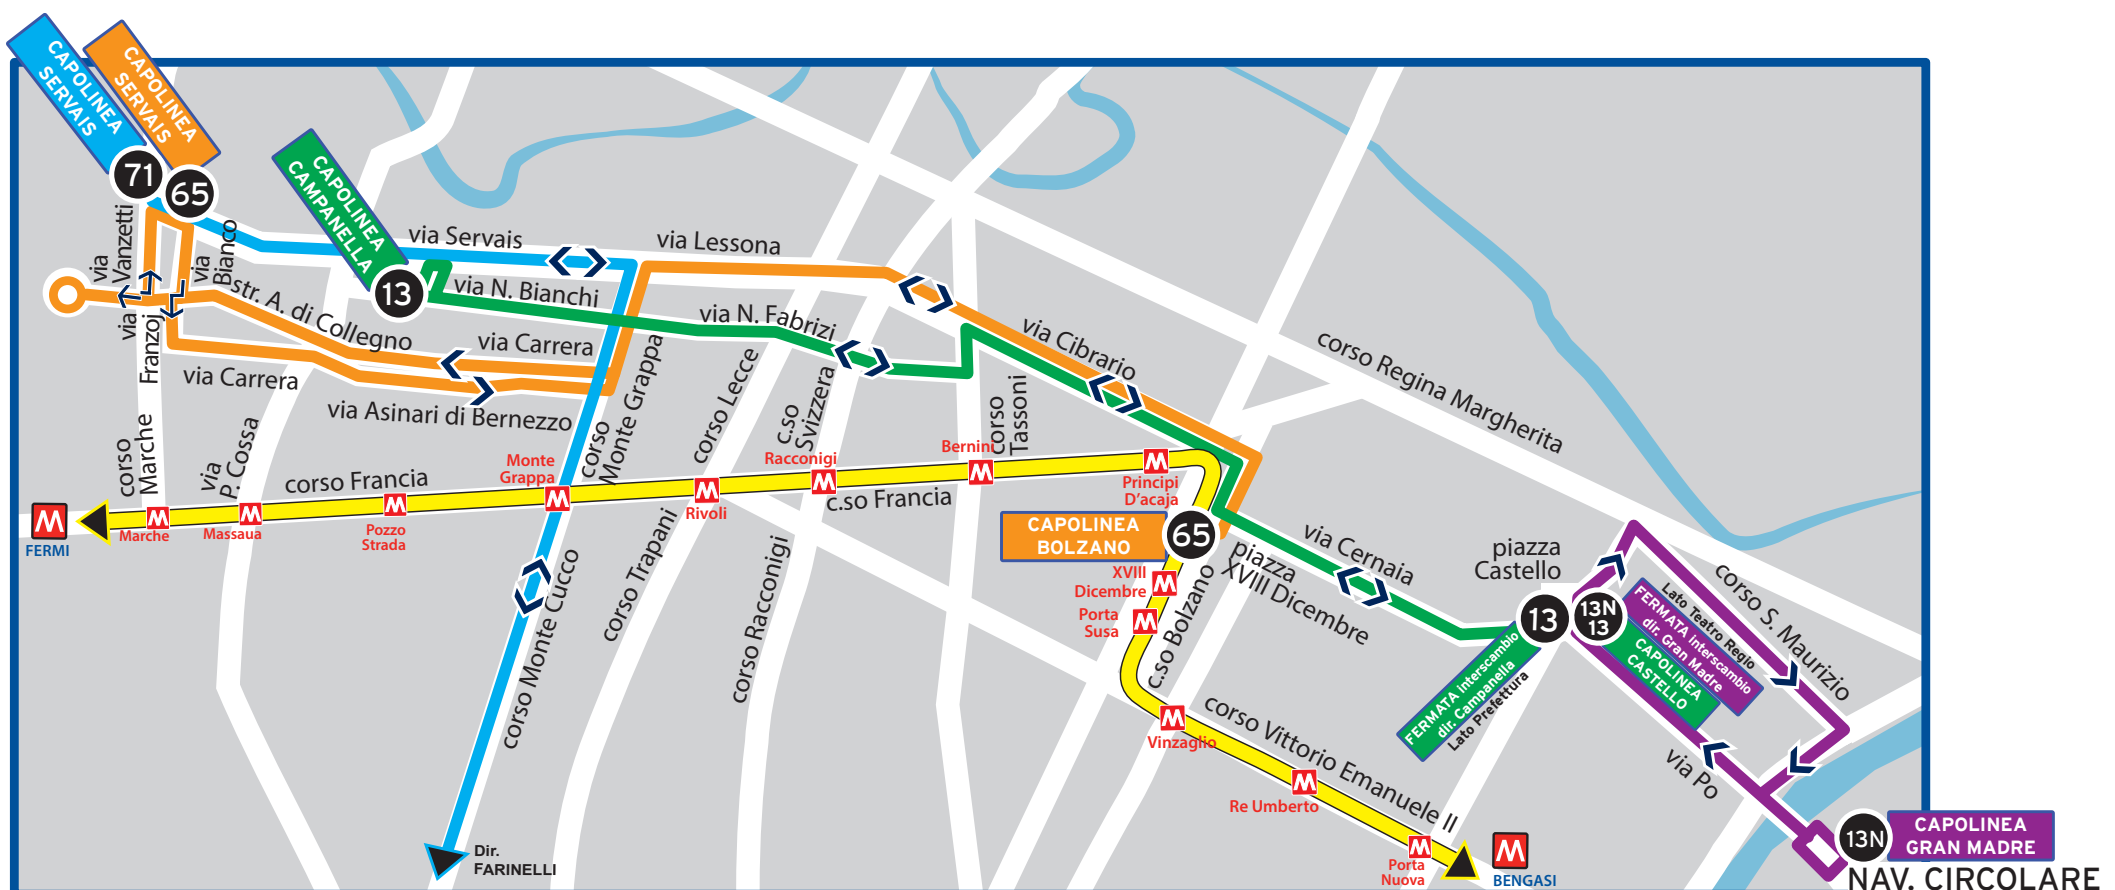 CAPOLINEA
SERVAIS
CAPOLINEA
SERVAIS
71
65
CAPOLINEA
CAMPANELLA
13
via
Vanzetti
via
Bianco
via Servais
via Lessona
via N. Bianchi
str. A. di Collegno
via N. Fabrizi
via Cibrario
via
Franzoj
via Carrera
via Carrera
via Asinari di Bernezzo
corso
Monte Grappa
corso Lecce
c.so
Svizzera
corso
Tassoni
corso Regina Margherita
corso
Marche
via
P. Cossa
corso Francia
c.so Francia
M
FERMI
M
Marche
M
Massaua
M
Pozzo
Strada
M
Monte
Grappa
M
Rivoli
M
Racconigi
M
Bernini
M
Principi
D'acaja
CAPOLINEA
BOLZANO
65
M
XVIII
Dicembre
M
Porta
Susa
c.so Bolzano
piazza
XVIII Dicembre
via Cernaia
piazza
Castello
13
13N
13
FERMATA Interscambio
dir. Campanella
Lato Prefettura
Lato Teatro Regio
FERMATA Interscambio
dir. Gran Madre
CAPOLINEA
CASTELLO
corso S. Maurizio
via Po
corso Monte Cucco
corso Trapani
corso Racconigi
M
Vinzaglio
corso Vittorio Emanuele II
M
Re Umberto
M
Porta
Nuova
M
BENGASI
Dir.
FARINELLI
13N
CAPOLINEA
GRAN MADRE
NAV. CIRCOLARE